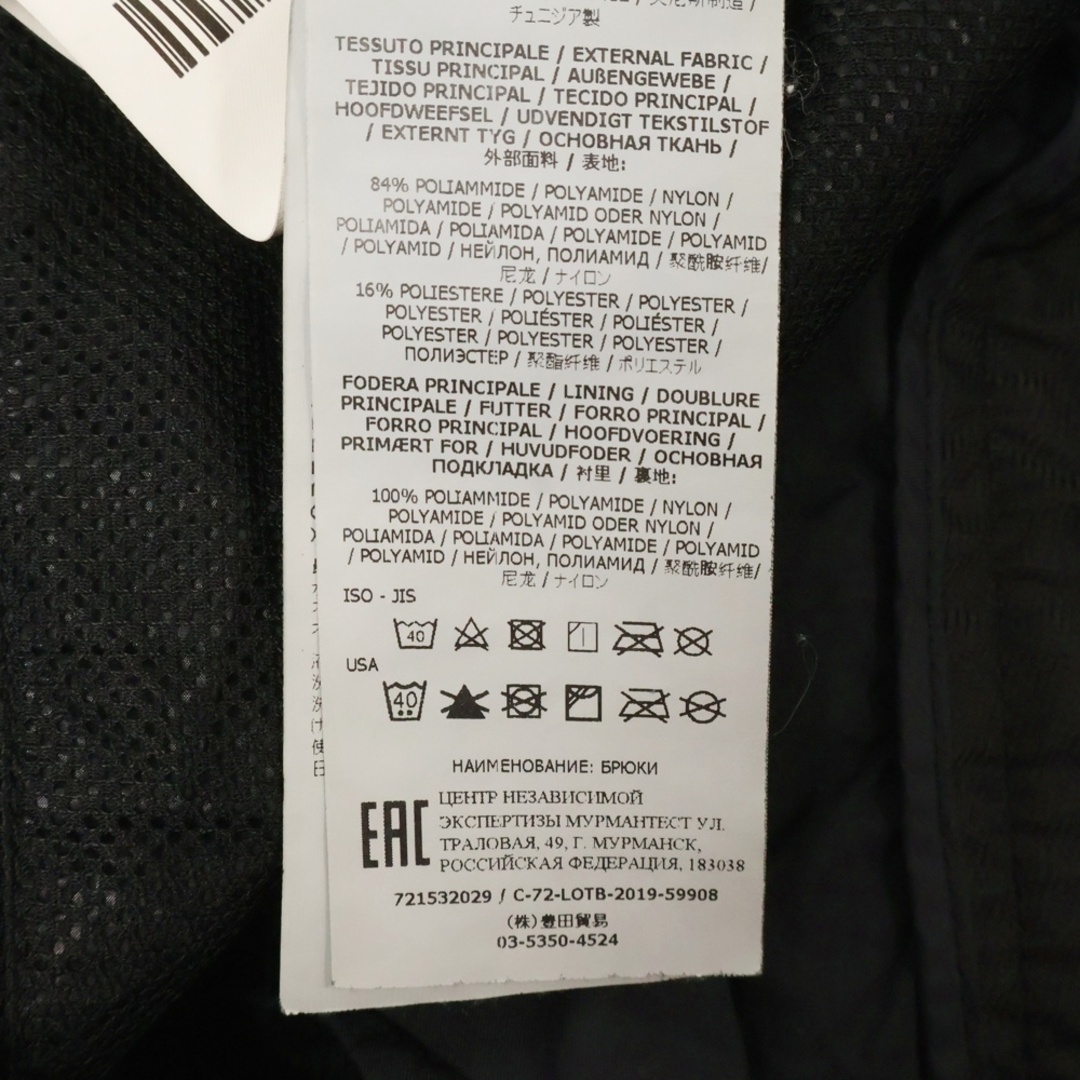 チュニジア製
TESSUTO PRINCIPALE / EXTERNAL FABRIC /
TISSU PRINCIPAL / AUßENGEWEBE /
TEJIDO PRINCIPAL / TECIDO PRINCIPAL /
HOOFDWEEFSEL / UDVENDIGT TEKSTILSTOF
/ EXTERNT TYG / ОСНОВНАЯ ТКАНЬ /
外部面料 / 表地:
84% POLIAMMIDE / POLYAMIDE / NYLON /
POLYAMIDE / POLYAMID ODER NYLON /
POLIAMIDA / POLIAMIDA / POLYAMIDE / POLYAMID
/ POLYAMID / НЕЙЛОН, ПОЛИАМИД / 聚酰胺纤维/
尼龙 / ナイロン
16% POLIESTERE / POLYESTER / POLYESTER /
POLYESTER / POLIÉSTER / POLIÉSTER /
POLYESTER / POLYESTER / POLYESTER /
ПОЛИЭСТЕР / 聚酯纤维 / ポリエステル
FODERA PRINCIPALE / LINING / DOUBLURE
PRINCIPALE / FUTTER / FORRO PRINCIPAL /
FORRO PRINCIPAL / HOOFDVOERING /
PRIMÆRT FOR / HUVUDFODER / ОСНОВНАЯ
ПОДКЛАДКА / 衬里 / 裏地:
100% POLIAMMIDE / POLYAMIDE / NYLON /
POLYAMIDE / POLYAMID ODER NYLON /
POLIAMIDA / POLIAMIDA / POLYAMIDE / POLYAMID
/ POLYAMID / НЕЙЛОН, ПОЛИАМИД / 聚酰胺纤维/
尼龙 / ナイロン
ISO - JIS
40
USA
40
НАИМЕНОВАНИЕ: БРЮКИ
EAC
ЦЕНТР НЕЗАВИСИМОЙ
ЭКСПЕРТИЗЫ МУРМАНТЕСТ УЛ.
ТРАЛОВАЯ, 49, Г. МУРМАНСК,
РОССИЙСКАЯ ФЕДЕРАЦИЯ, 183038
721532029 / C-72-LOTB-2019-59908
(株)豊田貿易
03-5350-4524